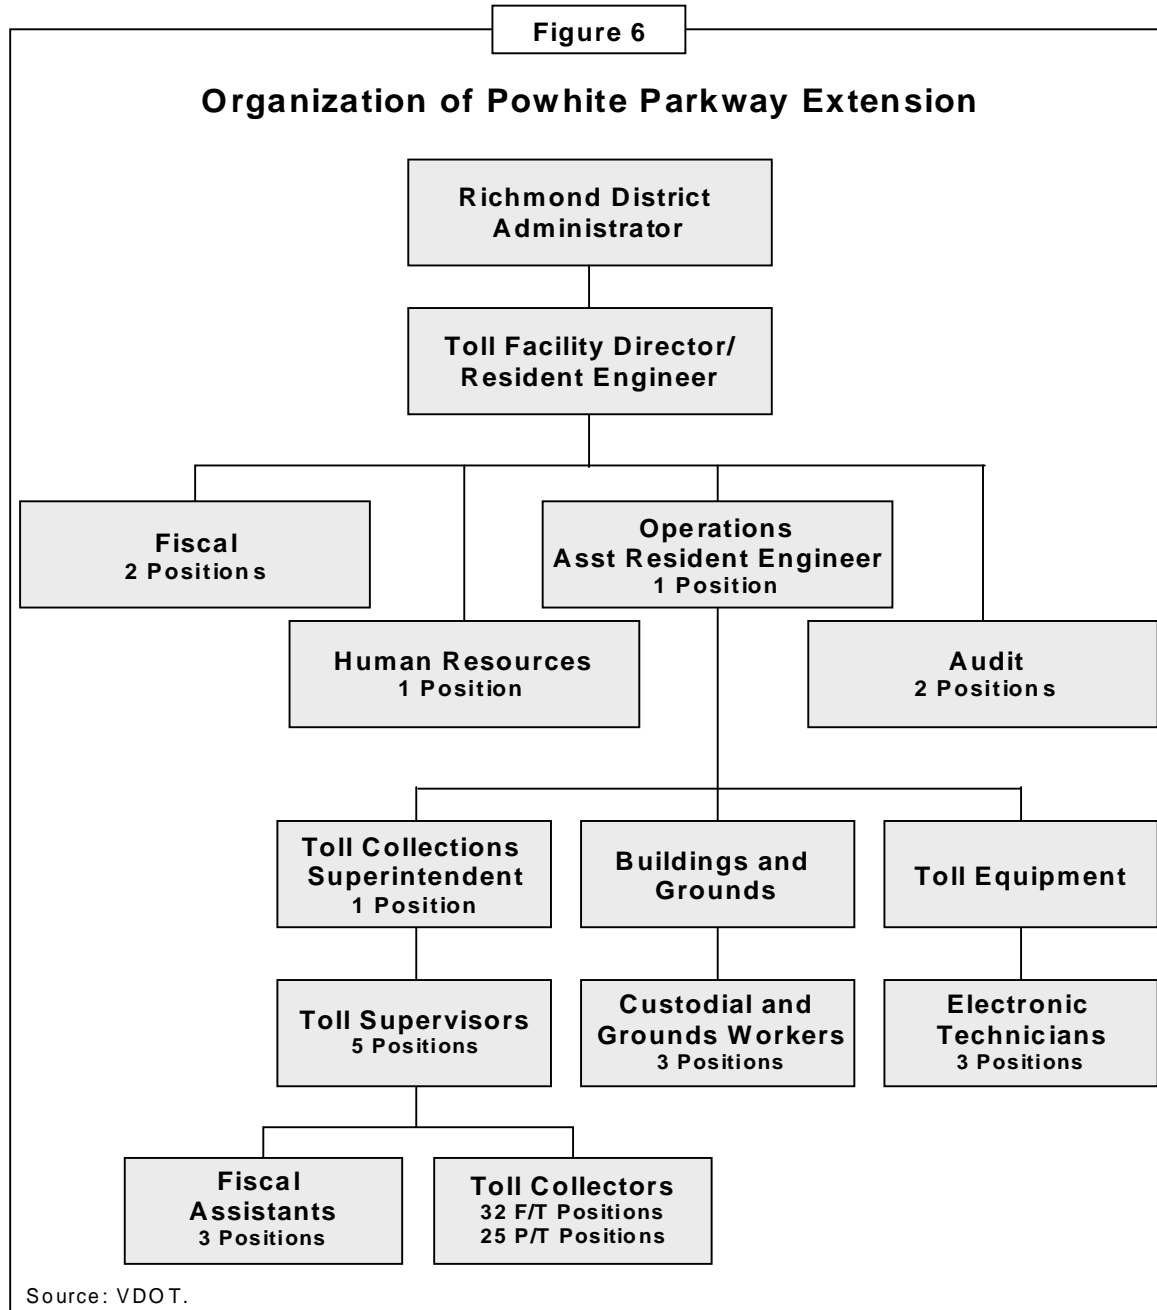 Figure 6
Organization of Powhite Parkway Extension
Richmond District
Administrator
Toll Facility Director/
Resident Engineer
Fiscal
2 Positions
Operations
Asst Resident Engineer
1 Position
Human Resources
1 Position
Audit
2 Positions
Toll Collections
Superintendent
1 Position
Buildings and
Grounds
Toll Equipment
Toll Supervisors
5 Positions
Custodial and
Grounds Workers
3 Positions
Electronic
Technicians
3 Positions
Fiscal
Assistants
3 Positions
Toll Collectors
32 F/T Positions
25 P/T Positions
Source: VDOT.